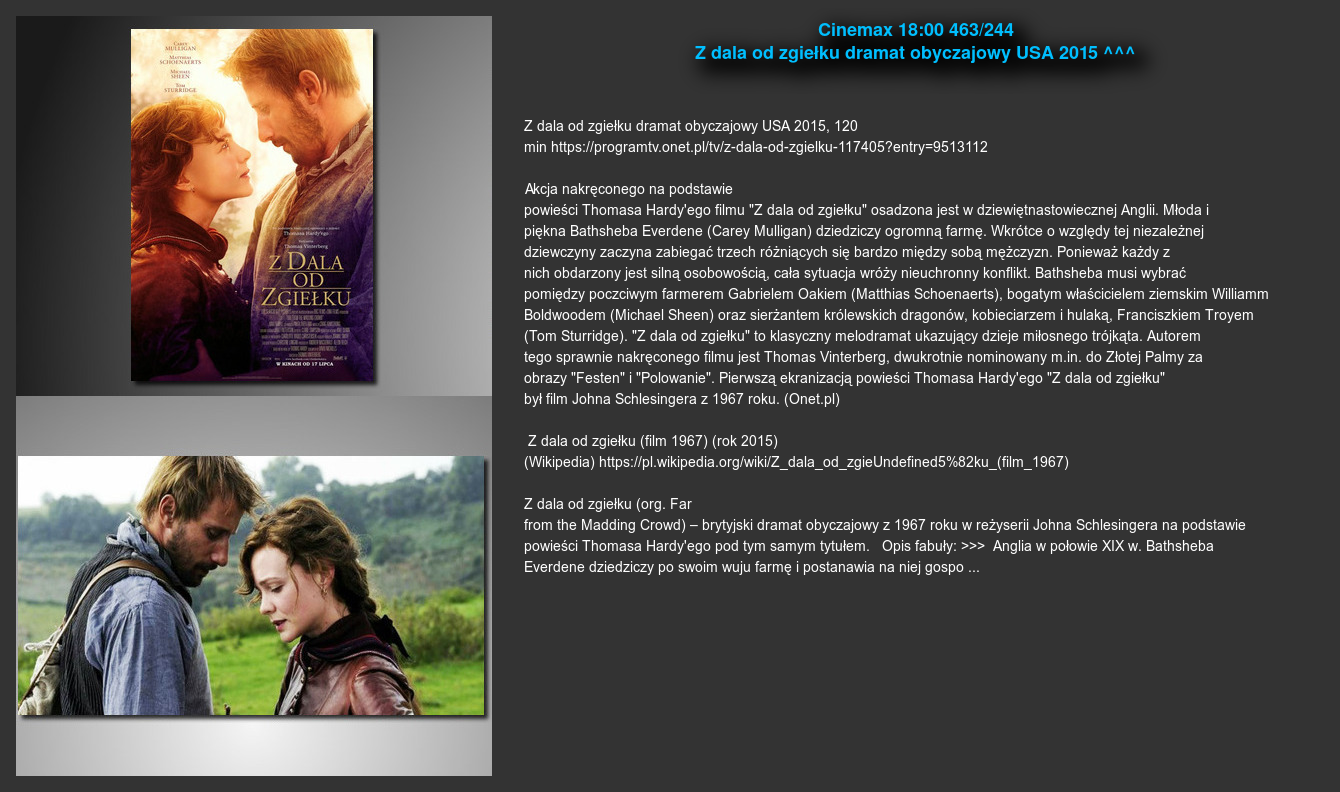 Cinemax 18:00 463/244
Z dala od zgiełku dramat obyczajowy USA 2015 ^^^
CAREY
MULLIGAN
MATTHIAS
SCHOENAERTS
MICHAEL
SHEEN
TOM
STURRIDGE
Thomasa Hardy'ego
Thomas Vinterberg
Z DALA
OD
ZGIEŁKU
W KINACH OD 17 LIPCA
Z dala od zgiełku dramat obyczajowy USA 2015, 120
min https://programtv.onet.pl/tv/z-dala-od-zgielku-117405?entry=9513112
Akcja nakręconego na podstawie
powieści Thomasa Hardy'ego filmu "Z dala od zgiełku" osadzona jest w dziewiętnastowiecznej Anglii. Młoda i
piękna Bathsheba Everdene (Carey Mulligan) dziedziczy ogromną farmę. Wkrótce o względy tej niezależnej
dziewczyny zaczyna zabiegać trzech różniących się bardzo między sobą mężczyzn. Ponieważ każdy z
nich obdarzony jest silną osobowością, cała sytuacja wróży nieuchronny konflikt. Bathsheba musi wybrać
pomiędzy poczciwym farmerem Gabrielem Oakiem (Matthias Schoenaerts), bogatym właścicielem ziemskim Williamm
Boldwoodem (Michael Sheen) oraz sierżantem królewskich dragonów, kobieciarzem i hulaką, Franciszkiem Troyem
(Tom Sturridge). "Z dala od zgiełku" to klasyczny melodramat ukazujący dzieje miłosnego trójkąta. Autorem
tego sprawnie nakręconego filmu jest Thomas Vinterberg, dwukrotnie nominowany m.in. do Złotej Palmy za
obrazy "Festen" i "Polowanie". Pierwszą ekranizacją powieści Thomasa Hardy'ego "Z dala od zgiełku"
był film Johna Schlesingera z 1967 roku. (Onet.pl)
Z dala od zgiełku (film 1967) (rok 2015)
(Wikipedia) https://pl.wikipedia.org/wiki/Z_dala_od_zgieUndefined5%82ku_(film_1967)
Z dala od zgiełku (org. Far
from the Madding Crowd) – brytyjski dramat obyczajowy z 1967 roku w reżyserii Johna Schlesingera na podstawie
powieści Thomasa Hardy'ego pod tym samym tytułem. Opis fabuły: >>> Anglia w połowie XIX w. Bathsheba
Everdene dziedziczy po swoim wuju farmę i postanawia na niej gospo ...